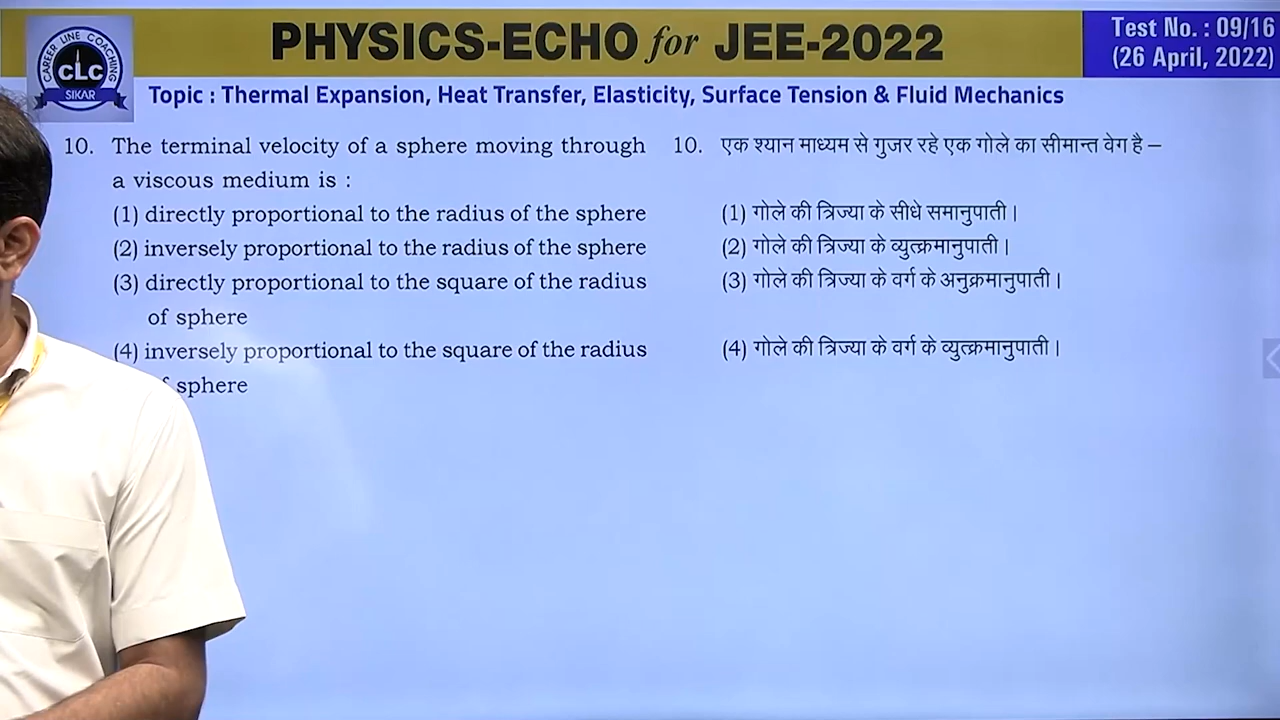 PHYSICS-ECHO for JEE-2022
Test No. : 09/16
(26 April, 2022)
CAREER LINE COACHING
CLC
SIKAR
Topic : Thermal Expansion, Heat Transfer, Elasticity, Surface Tension & Fluid Mechanics
10. The terminal velocity of a sphere moving through
a viscous medium is :
(1) directly proportional to the radius of the sphere
(2) inversely proportional to the radius of the sphere
(3) directly proportional to the square of the radius
of sphere
(4) inversely proportional to the square of the radius
sphere
10. एक श्यान माध्यम से गुजर रहे एक गोले का सीमान्त वेग है –
(1) गोले की त्रिज्या के सीधे समानुपाती।
(2) गोले की त्रिज्या के व्युत्क्रमानुपाती।
(3) गोले की त्रिज्या के वर्ग के अनुक्रमानुपाती।
(4) गोले की त्रिज्या के वर्ग के व्युत्क्रमानुपाती।